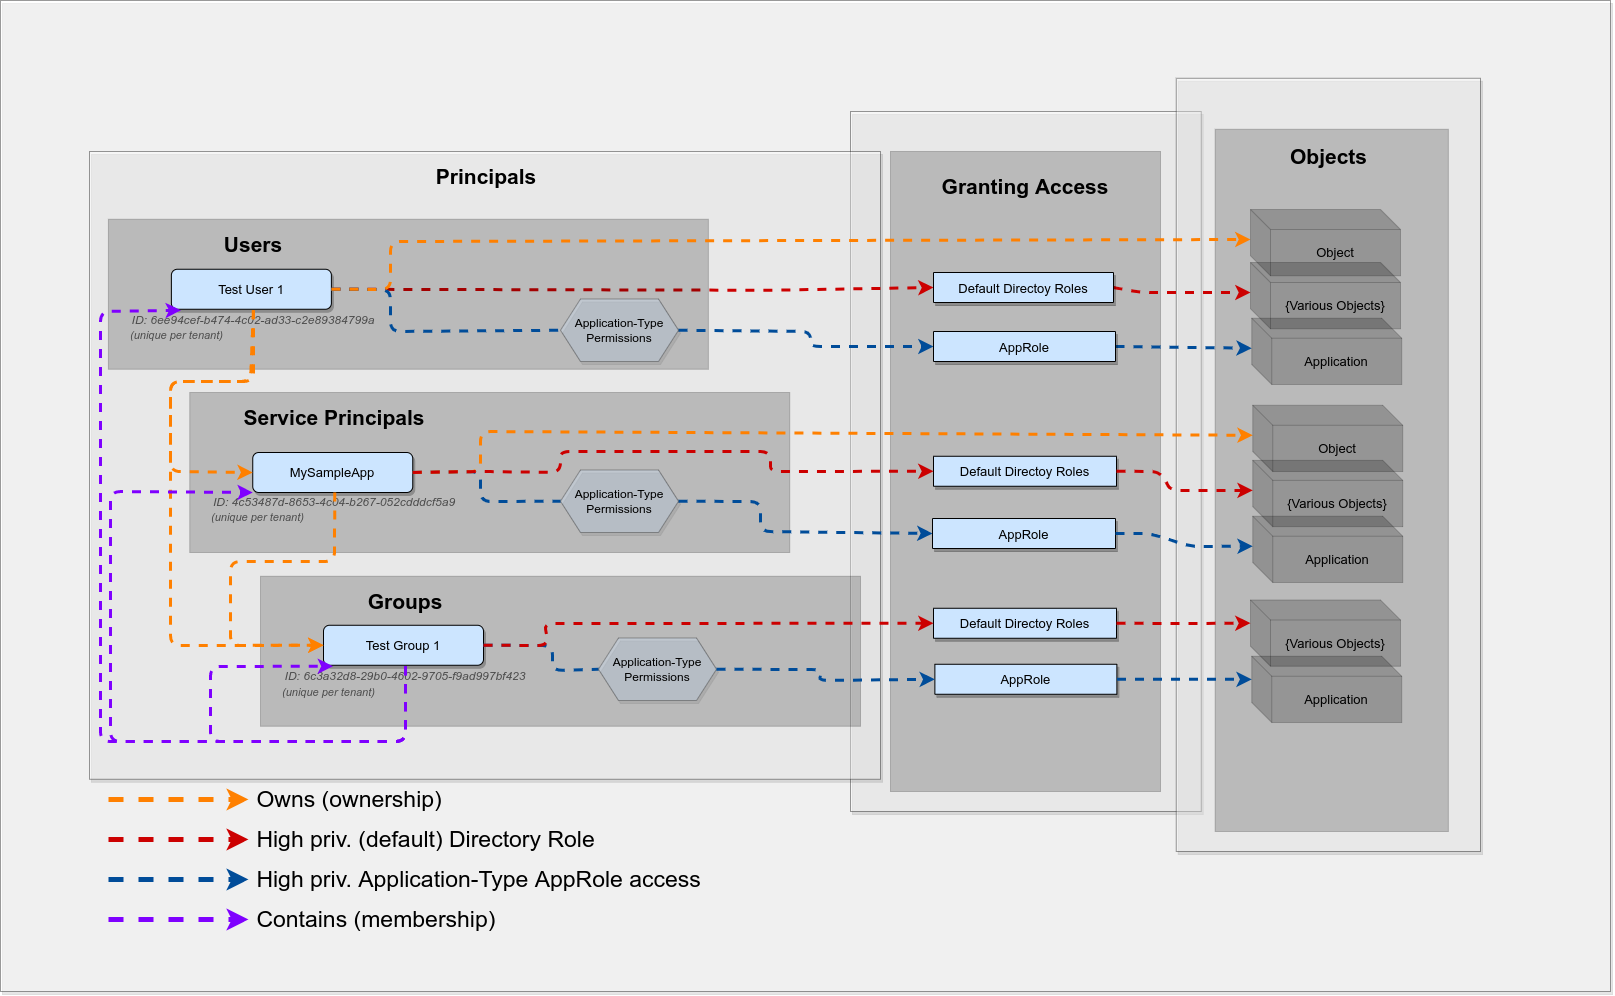 Principals
Users
Test User 1
ID: 6ee94cef-b474-4c02-ad33-c2e89384799a
(unique per tenant)
Application-Type
Permissions
Service Principals
MySampleApp
ID: 4c53487d-8653-4c04-b267-052cdddcf5a9
(unique per tenant)
Application-Type
Permissions
Groups
Test Group 1
ID: 6c3a32d8-29b0-4602-9705-f9ad997bf423
(unique per tenant)
Application-Type
Permissions
Granting Access
Default Directoy Roles
AppRole
Default Directoy Roles
AppRole
Default Directoy Roles
AppRole
Objects
Object
{Various Objects}
Application
Object
{Various Objects}
Application
{Various Objects}
Application
Owns (ownership)
High priv. (default) Directory Role
High priv. Application-Type AppRole access
Contains (membership)